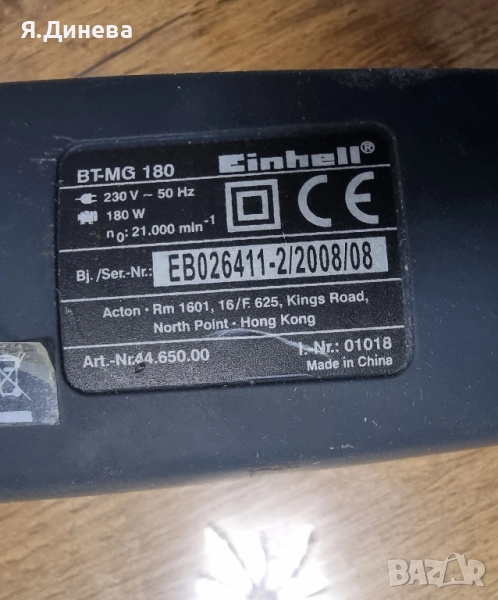 Я.Динева
BT-MG 180
Einhell®
230 V ~ 50 Hz
180 W
n₀: 21.000 min⁻¹
CE
Bj. /Ser.-Nr.: EB026411-2/2008/08
Acton · Rm 1601, 16/F. 625, Kings Road,
North Point · Hong Kong
Art.-Nr.44.650.00
I.-Nr.: 01018
Made in China
BAZAR